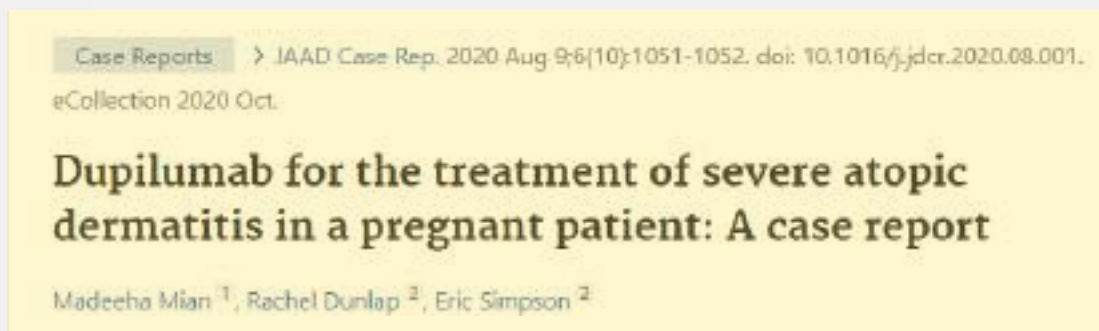 Case Reports > JAAD Case Rep. 2020 Aug 9;6(10):1051-1052. doi: 10.1016/j.jdcr.2020.08.001.
eCollection 2020 Oct.
Dupilumab for the treatment of severe atopic
dermatitis in a pregnant patient: A case report
Madeeha Mian 1, Rachel Dunlap 2, Eric Simpson 2